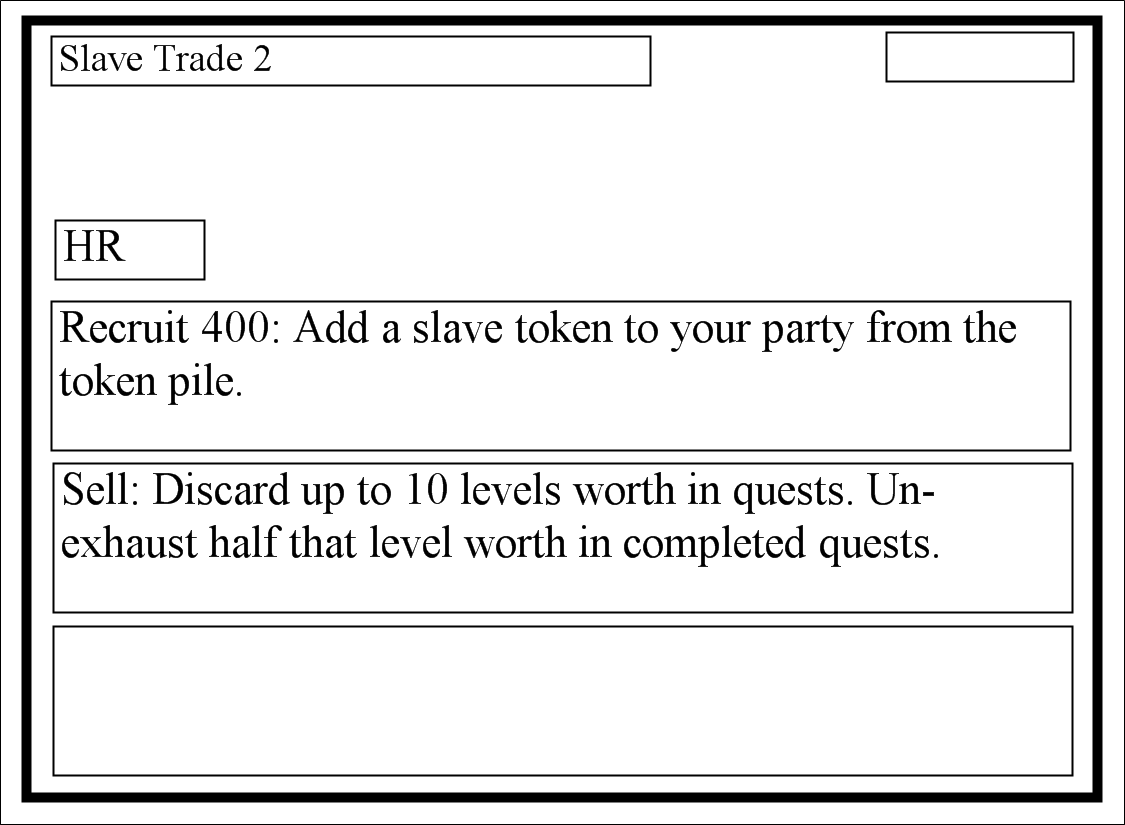 Slave Trade 2
HR
Recruit 400: Add a slave token to your party from the
token pile.
Sell: Discard up to 10 levels worth in quests. Un-
exhaust half that level worth in completed quests.